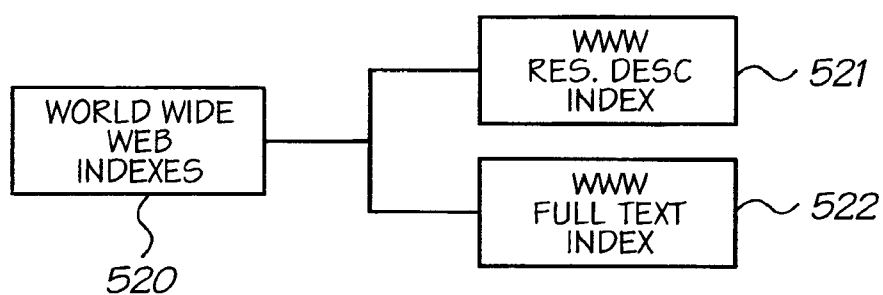 WORLD WIDE
WEB
INDEXES
520
WWW
RES. DESC
INDEX
521
WWW
FULL TEXT
INDEX
522